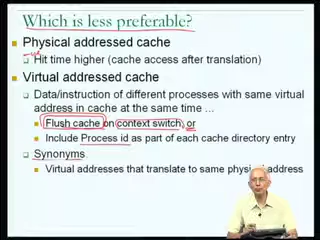 Which is less preferable?
Physical addressed cache
Hit time higher (cache access after translation)
Virtual addressed cache
Data/instruction of different processes with same virtual
address in cache at the same time …
Flush cache on context switch, or
Include Process id as part of each cache directory entry
Synonyms
Virtual addresses that translate to same physical address